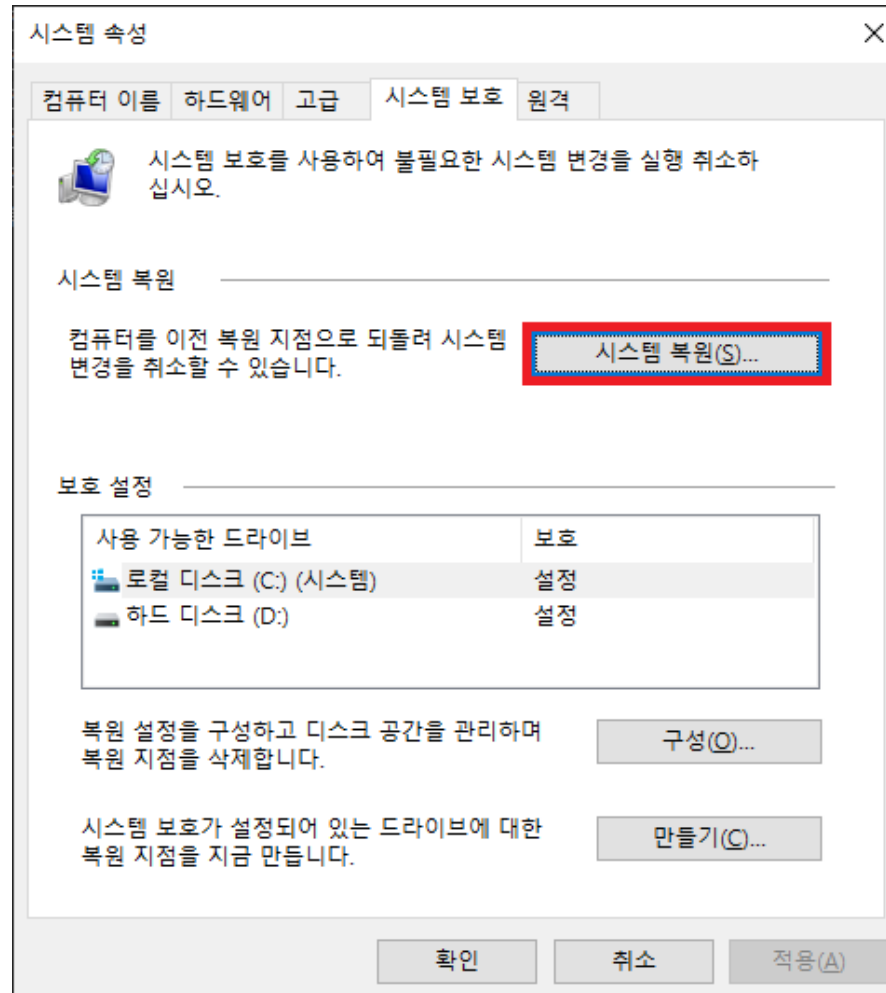 시스템 속성
컴퓨터 이름 하드웨어 고급 시스템 보호 원격
시스템 보호를 사용하여 불필요한 시스템 변경을 실행 취소하
십시오.
시스템 복원
컴퓨터를 이전 복원 지점으로 되돌려 시스템
변경을 취소할 수 있습니다.
시스템 복원(S)...
보호 설정
사용 가능한 드라이브 보호
로컬 디스크 (C:) (시스템) 설정
하드 디스크 (D:) 설정
복원 설정을 구성하고 디스크 공간을 관리하며
복원 지점을 삭제합니다.
구성(O)...
시스템 보호가 설정되어 있는 드라이브에 대한
복원 지점을 지금 만듭니다.
만들기(C)...
확인 취소 적용(A)